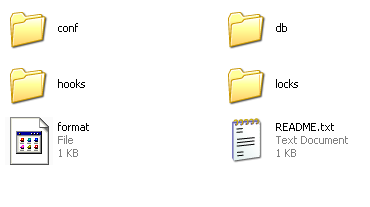 conf
db
hooks
locks
format
File
1 KB
README.txt
Text Document
1 KB